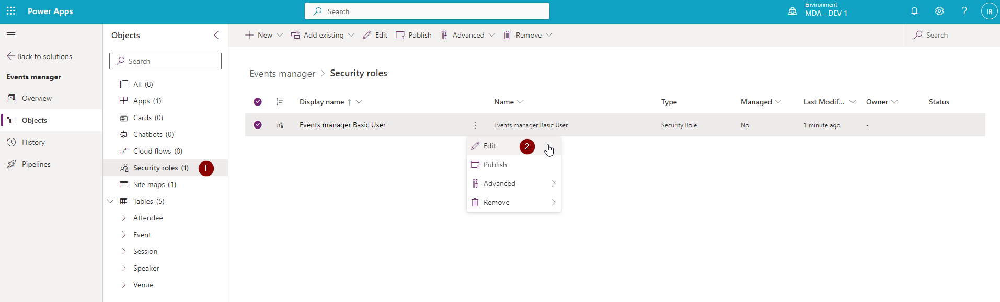 Power Apps
Search
Environment
MDA - DEV 1
IB
Back to solutions
Events manager
Overview
Objects
History
Pipelines
Objects
Search
All (8)
Apps (1)
Cards (0)
Chatbots (0)
Cloud flows (0)
Security roles (1) 1
Site maps (1)
Tables (5)
Attendee
Event
Session
Speaker
Venue
New Add existing Edit Publish Advanced Remove Search
Events manager > Security roles
Display name ↑ Name Type Managed Last Modif... Owner Status
Events manager Basic User Events manager Basic User Security Role No 1 minute ago -
Edit 2
Publish
Advanced
Remove